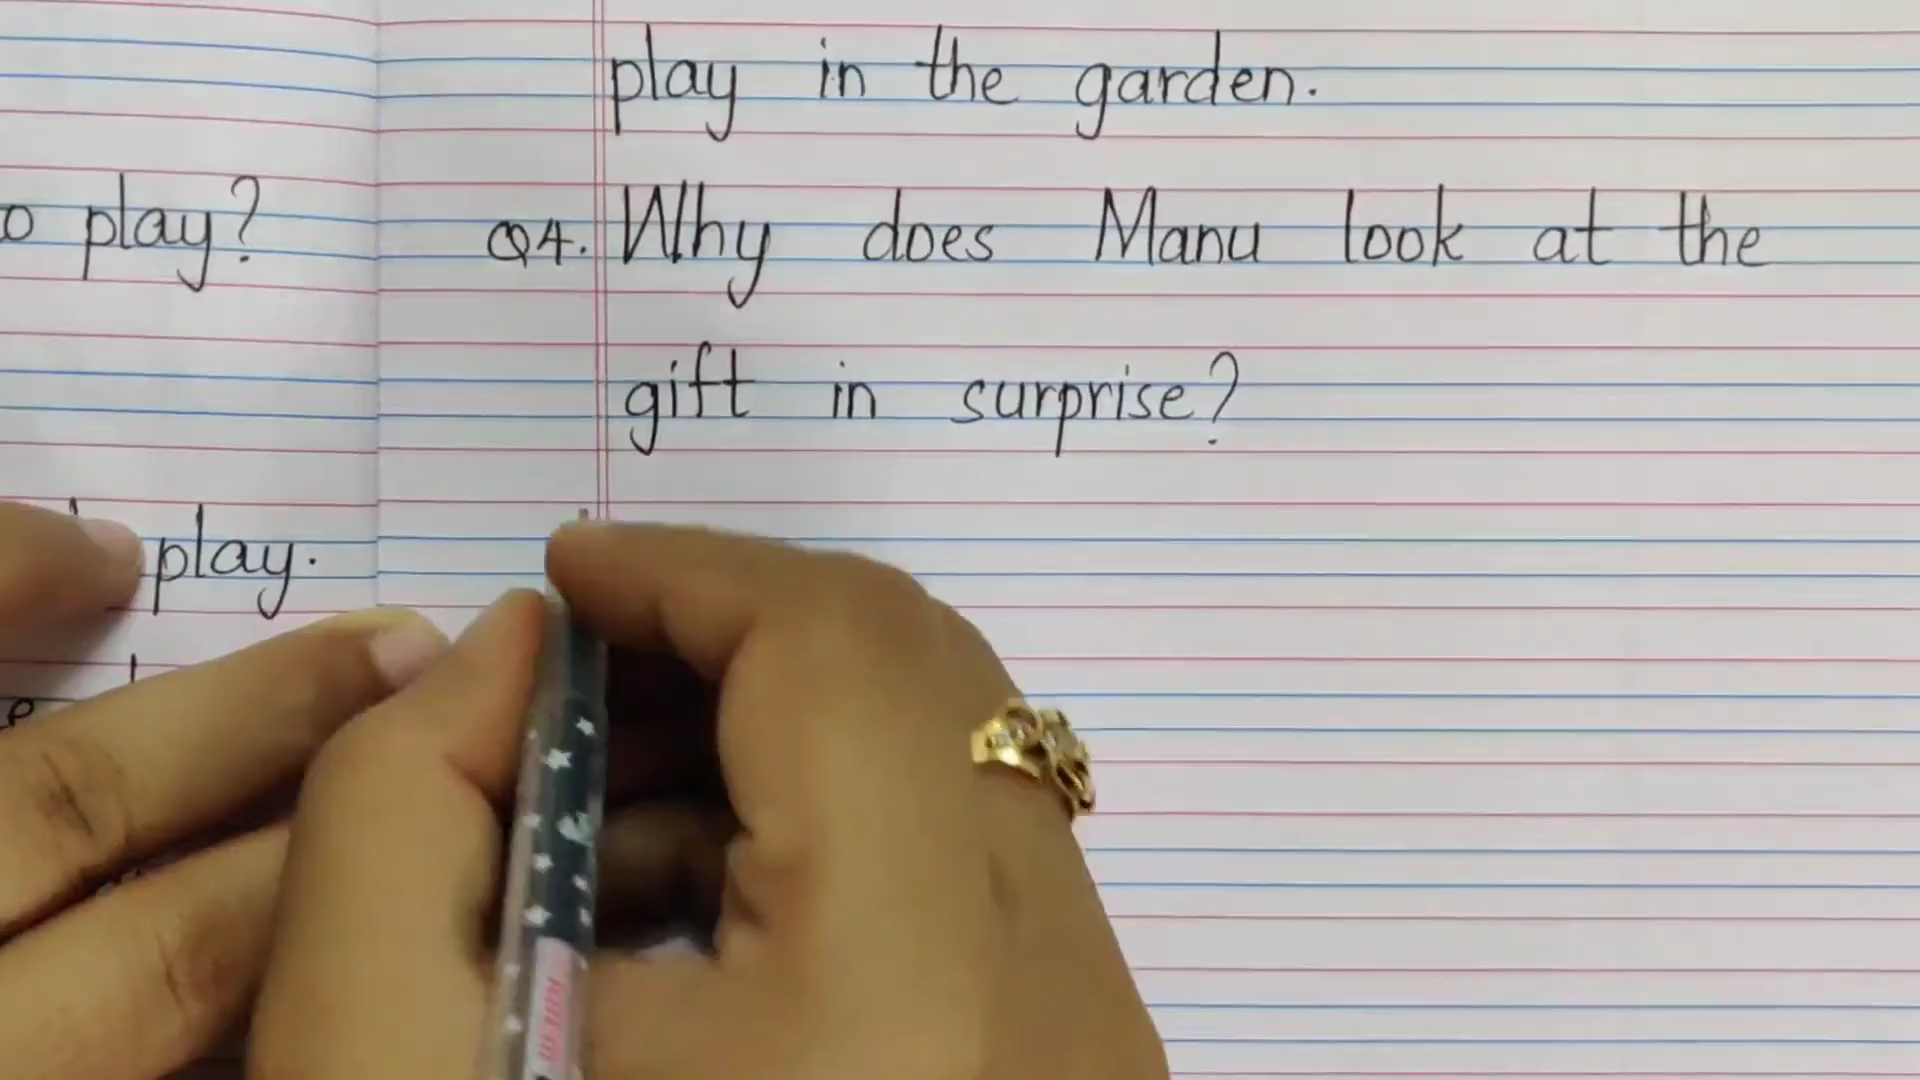 o play?
play.
play in the garden.
Q4. Why does Manu look at the
gift in surprise?